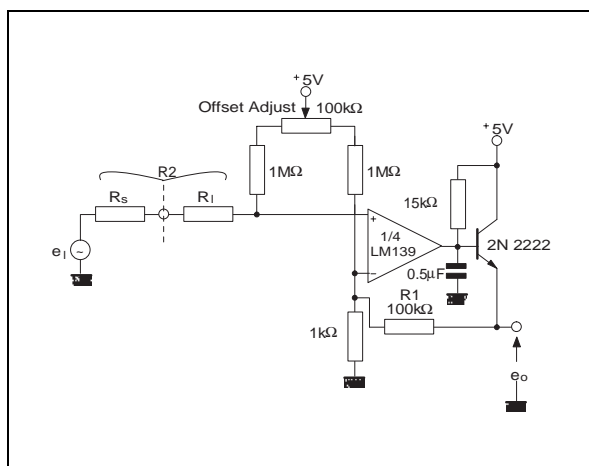 +5V
Offset Adjust 100kΩ
+5V
R2
1MΩ 1MΩ
Rs Rl
15kΩ
+
1/4
LM139
−
2N 2222
el
~
0.5µF
R1
100kΩ
1kΩ
eo